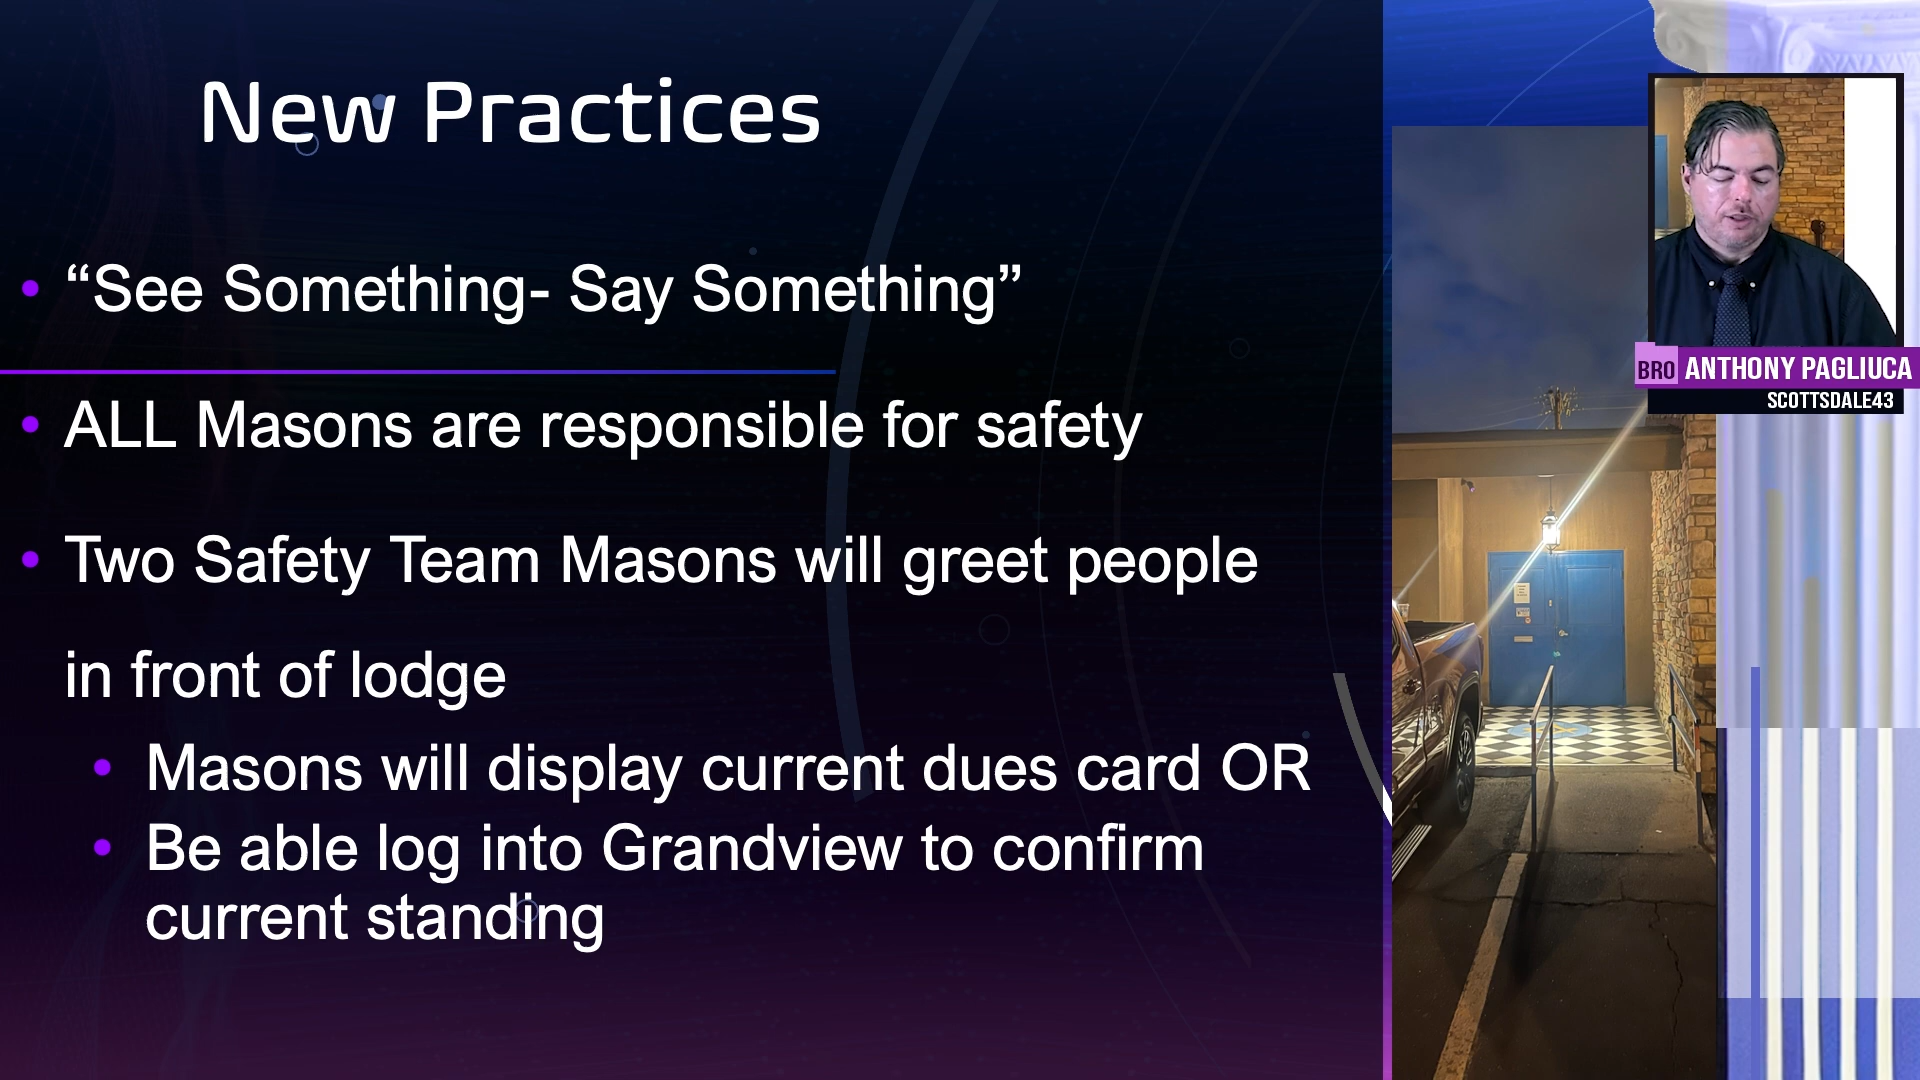 New Practices
“See Something- Say Something”
ALL Masons are responsible for safety
Two Safety Team Masons will greet people
in front of lodge
Masons will display current dues card OR
Be able log into Grandview to confirm
current standing
BRO ANTHONY PAGLIUCA
SCOTTSDALE43